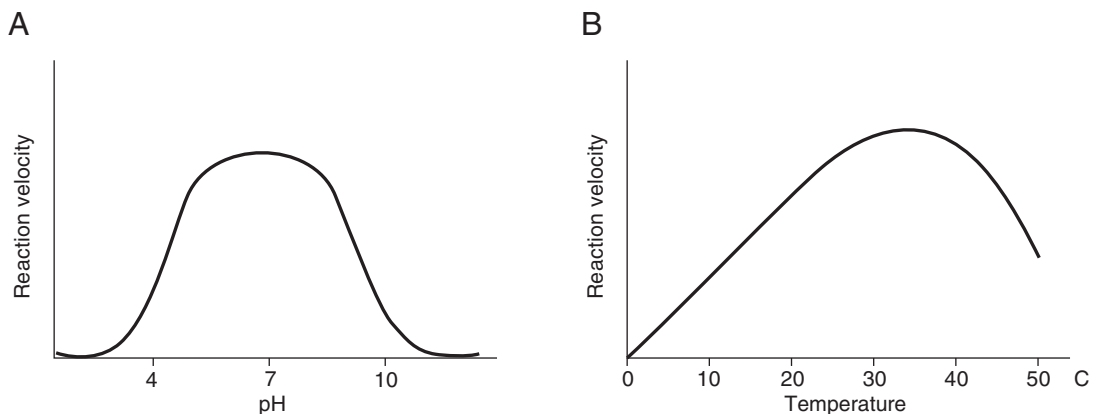 A
Reaction velocity
4 7 10
pH
B
Reaction velocity
0 10 20 30 40 50 C
Temperature